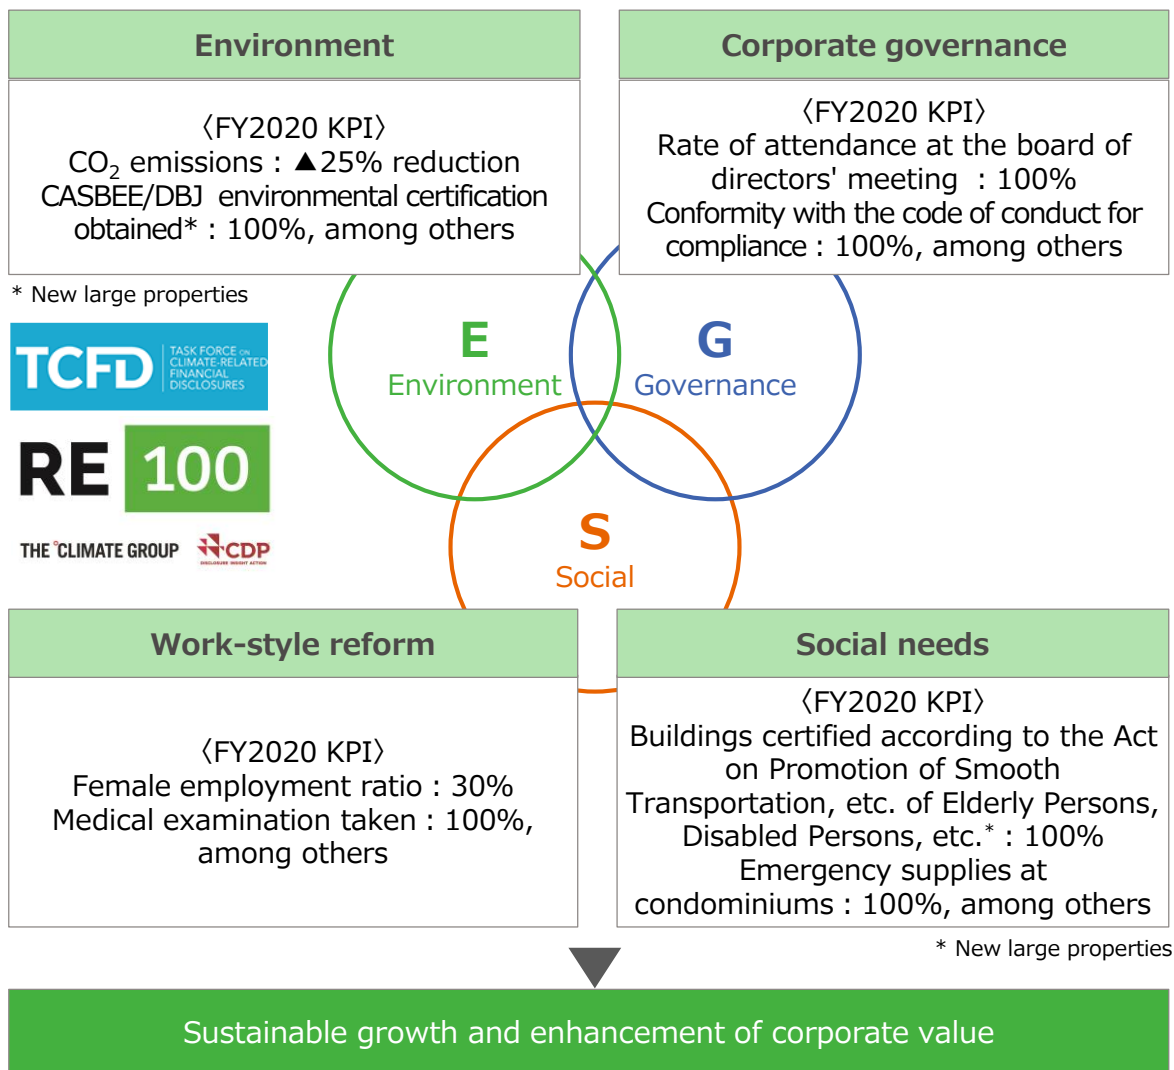 Environment
〈FY2020 KPI〉
CO₂ emissions : ▲25% reduction
CASBEE/DBJ environmental certification
obtained* : 100%, among others
* New large properties
Corporate governance
〈FY2020 KPI〉
Rate of attendance at the board of
directors' meeting : 100%
Conformity with the code of conduct for
compliance : 100%, among others
TCFD
TASK FORCE ON
CLIMATE-RELATED
FINANCIAL
DISCLOSURES
RE 100
THE °CLIMATE GROUP
CDP
DISCLOSURE INSIGHT ACTION
E
Environment
G
Governance
S
Social
Work-style reform
〈FY2020 KPI〉
Female employment ratio : 30%
Medical examination taken : 100%,
among others
Social needs
〈FY2020 KPI〉
Buildings certified according to the Act
on Promotion of Smooth
Transportation, etc. of Elderly Persons,
Disabled Persons, etc.* : 100%
Emergency supplies at
condominiums : 100%, among others
* New large properties
Sustainable growth and enhancement of corporate value